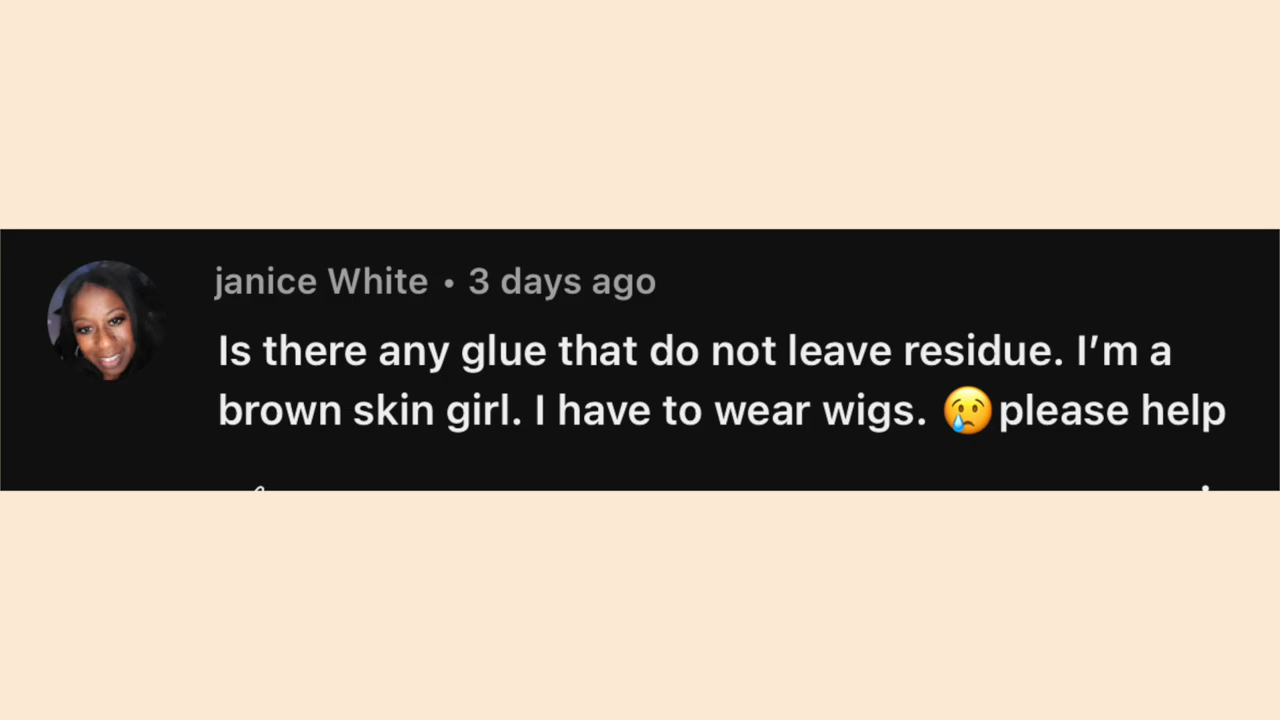 janice White • 3 days ago
Is there any glue that do not leave residue. I’m a
brown skin girl. I have to wear wigs. 😢please help